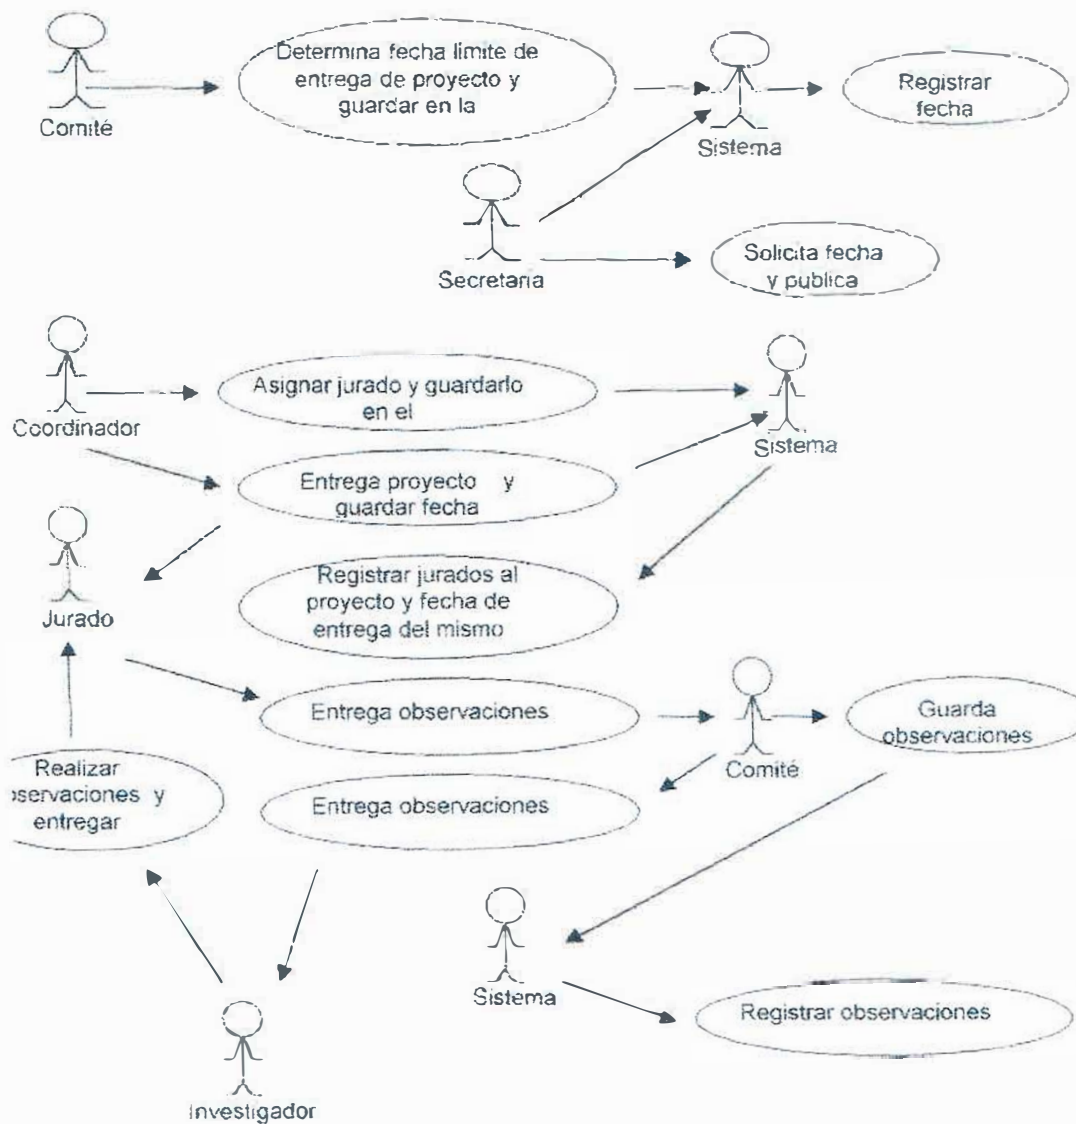 Determina fecha limite de
entrega de proyecto y
guardar en la
Comité
Sistema
Registrar
fecha
Secretaria
Solicita fecha
y publica
Coordinador
Asignar jurado y guardarlo
en el
Sistema
Entrega proyecto y
guardar fecha
Jurado
Registrar jurados al
proyecto y fecha de
entrega del mismo
Entrega observaciones
Comité
Guarda
observaciones
Realizar
oservaciones y
entregar
Entrega observaciones
Sistema
Registrar observaciones
Investigador